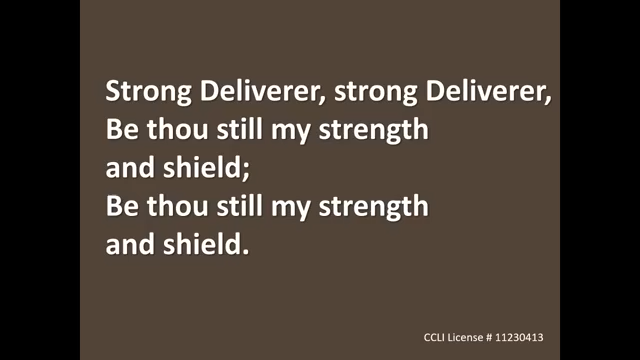 Strong Deliverer, strong Deliverer,
Be thou still my strength
and shield;
Be thou still my strength
and shield.
CCLI License # 11230413